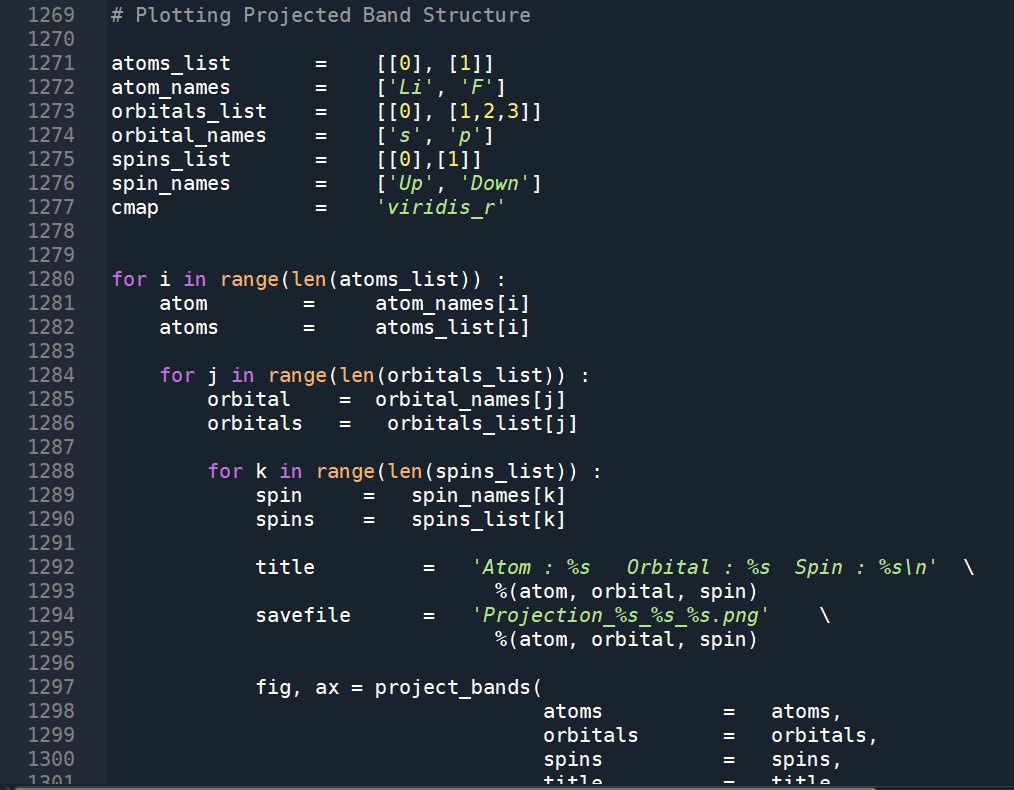 1269 # Plotting Projected Band Structure
1270
1271 atoms_list = [[0], [1]]
1272 atom_names = ['Li', 'F']
1273 orbitals_list = [[0], [1,2,3]]
1274 orbital_names = ['s', 'p']
1275 spins_list = [[0],[1]]
1276 spin_names = ['Up', 'Down']
1277 cmap = 'viridis_r'
1278
1279
1280 for i in range(len(atoms_list)) :
1281     atom = atom_names[i]
1282     atoms = atoms_list[i]
1283
1284     for j in range(len(orbitals_list)) :
1285         orbital = orbital_names[j]
1286         orbitals = orbitals_list[j]
1287
1288         for k in range(len(spins_list)) :
1289             spin = spin_names[k]
1290             spins = spins_list[k]
1291
1292             title = 'Atom : %s   Orbital : %s  Spin : %s\n'  \
1293                                 %(atom, orbital, spin)
1294             savefile = 'Projection_%s_%s_%s.png'    \
1295                                 %(atom, orbital, spin)
1296
1297             fig, ax = project_bands(
1298                                     atoms = atoms,
1299                                     orbitals = orbitals,
1300                                     spins = spins,
1301                                     title = title